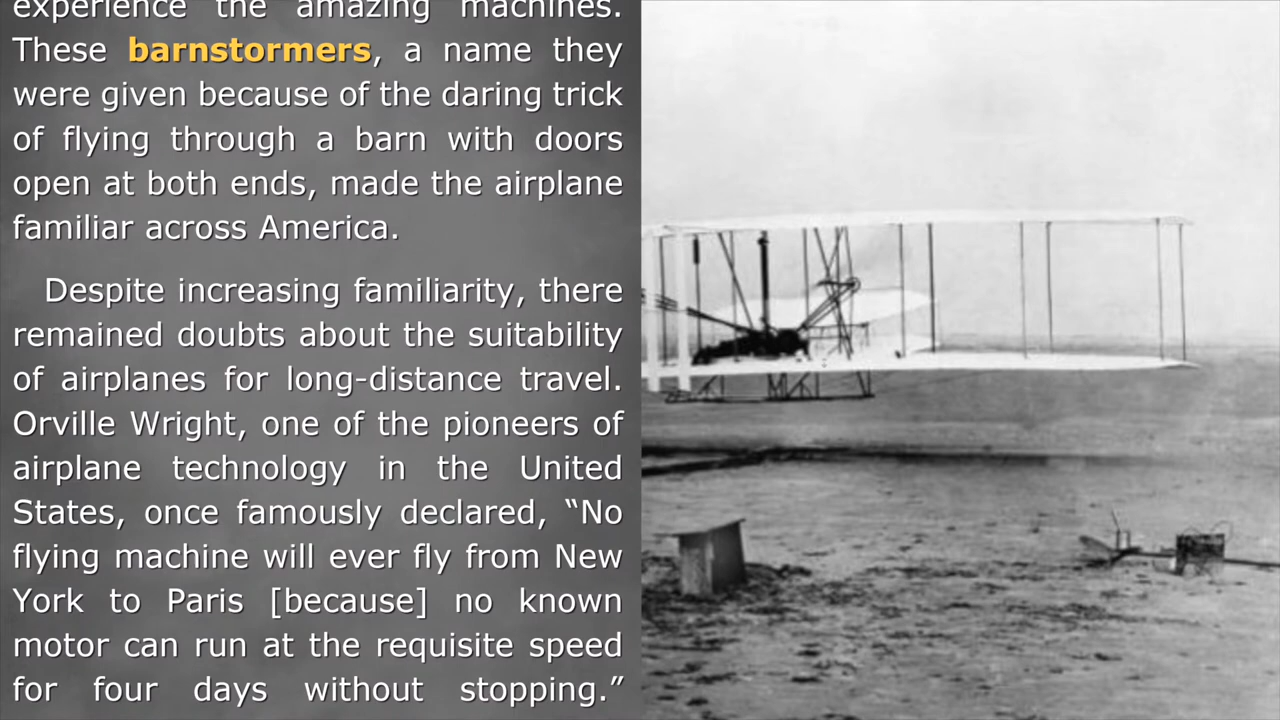 experience the amazing machines.
These barnstormers, a name they
were given because of the daring trick
of flying through a barn with doors
open at both ends, made the airplane
familiar across America.
Despite increasing familiarity, there
remained doubts about the suitability
of airplanes for long-distance travel.
Orville Wright, one of the pioneers of
airplane technology in the United
States, once famously declared, “No
flying machine will ever fly from New
York to Paris [because] no known
motor can run at the requisite speed
for four days without stopping.”